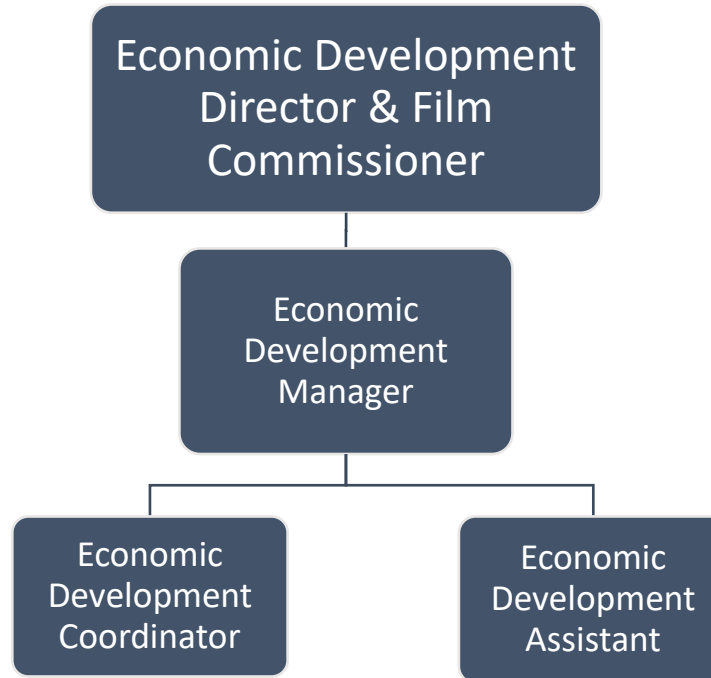 Economic Development
Director & Film
Commissioner
Economic
Development
Manager
Economic
Development
Coordinator
Economic
Development
Assistant